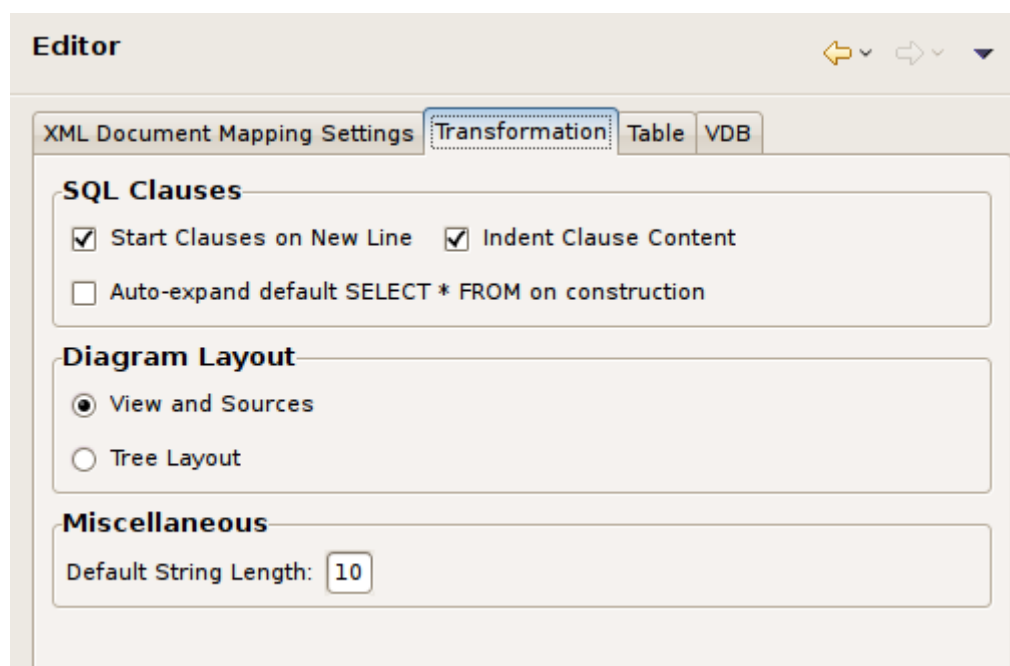 Editor
XML Document Mapping Settings Transformation Table VDB
SQL Clauses
Start Clauses on New Line Indent Clause Content
Auto-expand default SELECT * FROM on construction
Diagram Layout
View and Sources
Tree Layout
Miscellaneous
Default String Length: 10